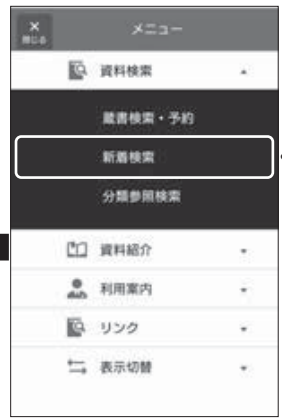 メニュー
×
閉じる
資料検索
蔵書検索・予約
新着検索
分類参照検索
資料紹介
利用案内
リンク
表示切替